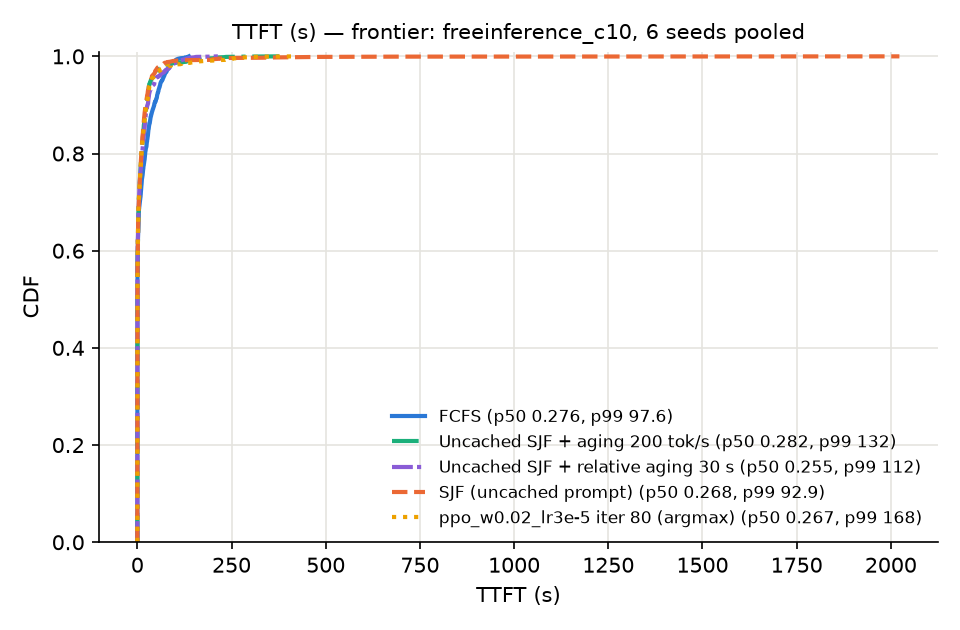 TTFT (s) — frontier: freeinference_c10, 6 seeds pooled
1.0
0.8
0.6
0.4
0.2
0.0
CDF
FCFS (p50 0.276, p99 97.6)
Uncached SJF + aging 200 tok/s (p50 0.282, p99 132)
Uncached SJF + relative aging 30 s (p50 0.255, p99 112)
SJF (uncached prompt) (p50 0.268, p99 92.9)
ppo_w0.02_lr3e-5 iter 80 (argmax) (p50 0.267, p99 168)
0 250 500 750 1000 1250 1500 1750 2000
TTFT (s)